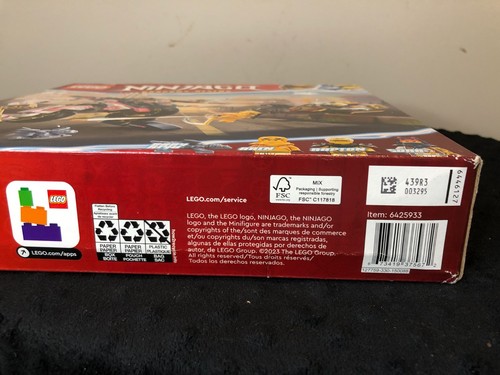 NINJAGO
LEGO
LEGO.com/apps
PAPER
PAPER
PLASTIC
BOX
POUCH
BAG
BOÎTE
POCHETTE
SAC
LEGO.com/service
LEGO, the LEGO logo, NINJAGO, the NINJAGO
logo and the Minifigure are trademarks and/or
copyrights of the/sont des marques de commerce
et/ou copyrights du/son marcas registradas,
algunas de ellas protegidas por derechos de
autor, de LEGO Group. ©2023 The LEGO Group.
All rights reserved/Tous droits réservés/
Todos los derechos reservados.
FSC
MIX
Packaging | Supporting
responsible forestry
FSC® C117818
439R3
003295
6446127
Item: 6425933